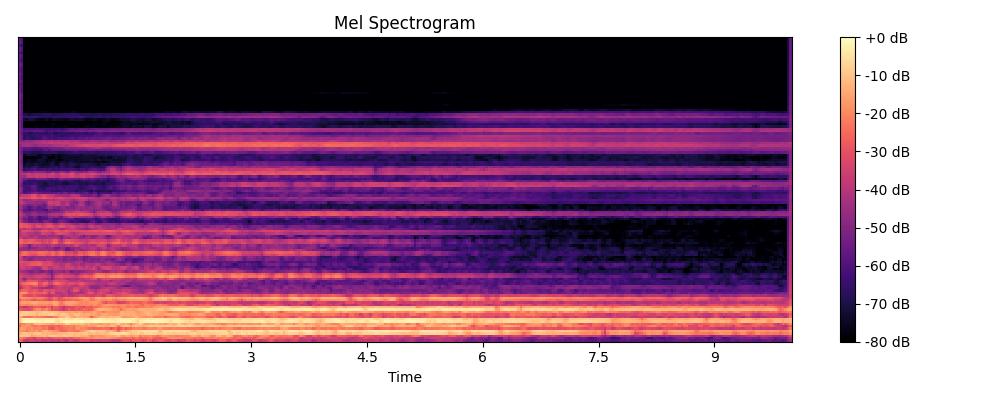 Mel Spectrogram
+0 dB
-10 dB
-20 dB
-30 dB
-40 dB
-50 dB
-60 dB
-70 dB
-80 dB
0 1.5 3 4.5 6 7.5 9
Time